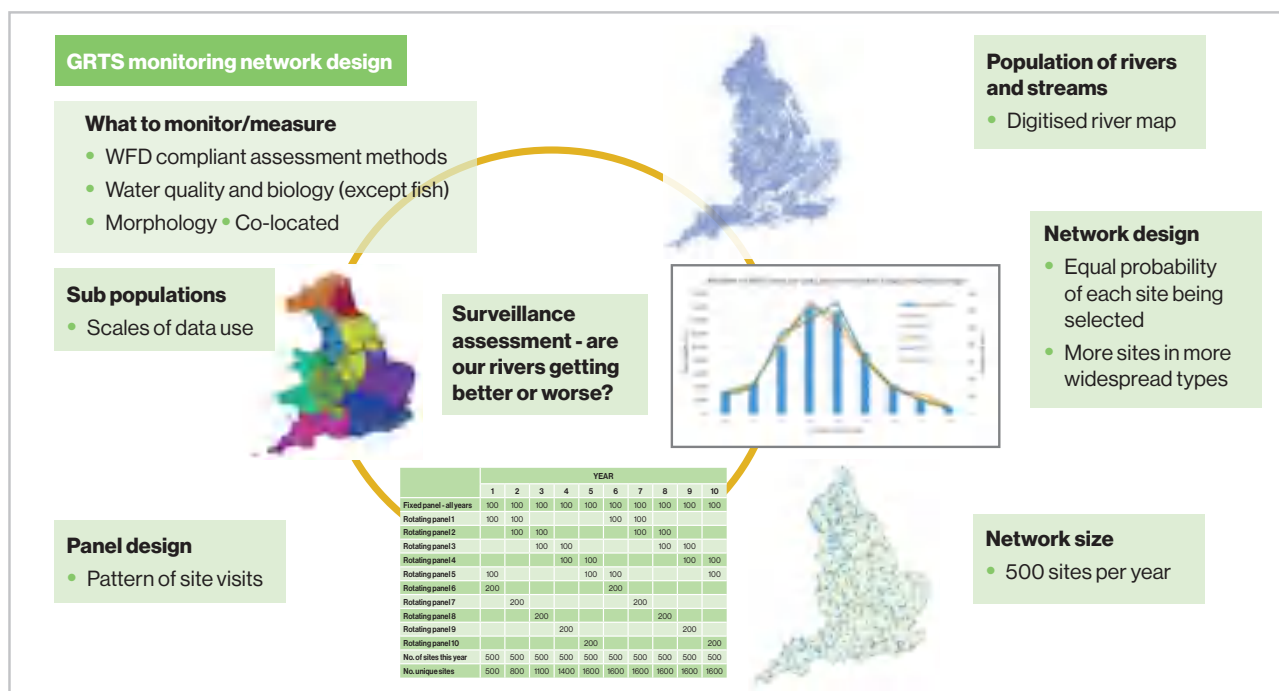 GRTS monitoring network design
What to monitor/measure
• WFD compliant assessment methods
• Water quality and biology (except fish)
• Morphology • Co-located
Population of rivers
and streams
• Digitised river map
Network design
• Equal probability
of each site being
selected
• More sites in more
widespread types
Sub populations
• Scales of data use
Surveillance
assessment - are
our rivers getting
better or worse?
Panel design
• Pattern of site visits
Network size
• 500 sites per year
YEAR
1 2 3 4 5 6 7 8 9 10
Fixed panel - all years 100 100 100 100 100 100 100 100 100 100
Rotating panel 1 100 100 100 100
Rotating panel 2 100 100 100 100
Rotating panel 3 100 100 100 100
Rotating panel 4 100 100 100 100
Rotating panel 5 100 100 100 100
Rotating panel 6 200 200
Rotating panel 7 200 200
Rotating panel 8 200 200
Rotating panel 9 200 200
Rotating panel 10 200 200
No. of sites this year 500 500 500 500 500 500 500 500 500 500
No. unique sites 500 800 1100 1400 1600 1600 1600 1600 1600 1600